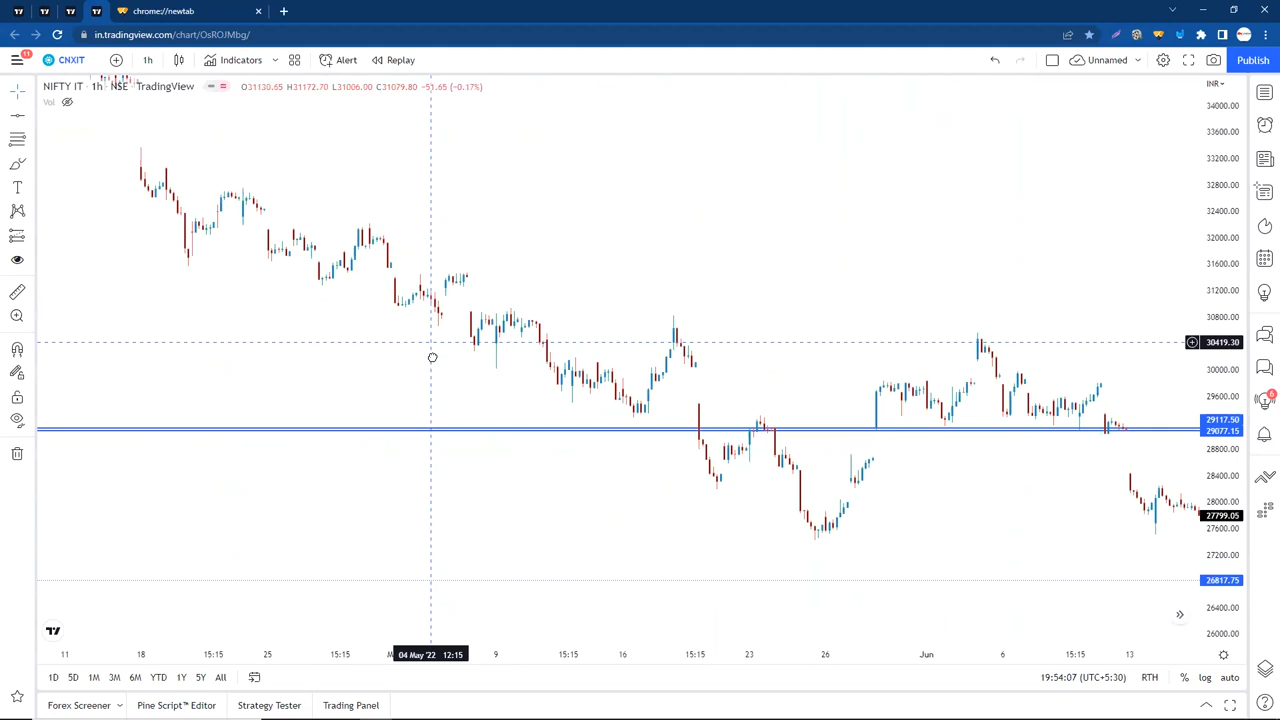 chrome://newtab
in.tradingview.com/chart/OsROJMbg/
11
CNXIT
1h
Indicators
Alert
Replay
Unnamed
Publish
NIFTY IT · 1h · NSE · TradingView
O31130.65 H31172.70 L31006.00 C31079.80 −51.65 (−0.17%)
Vol
INR
34000.00
33600.00
33200.00
32800.00
32400.00
32000.00
31600.00
31200.00
30800.00
30419.30
30000.00
29600.00
29117.50
29077.15
28800.00
28400.00
28000.00
27799.05
27600.00
27200.00
26817.75
26400.00
26000.00
6
11 18 15:15 25 15:15 04 May '22 12:15 9 15:15 16 15:15 23 26 Jun 6 15:15 13
1D 5D 1M 3M 6M YTD 1Y 5Y All
19:54:07 (UTC+5:30) RTH % log auto
Forex Screener Pine Script™ Editor Strategy Tester Trading Panel